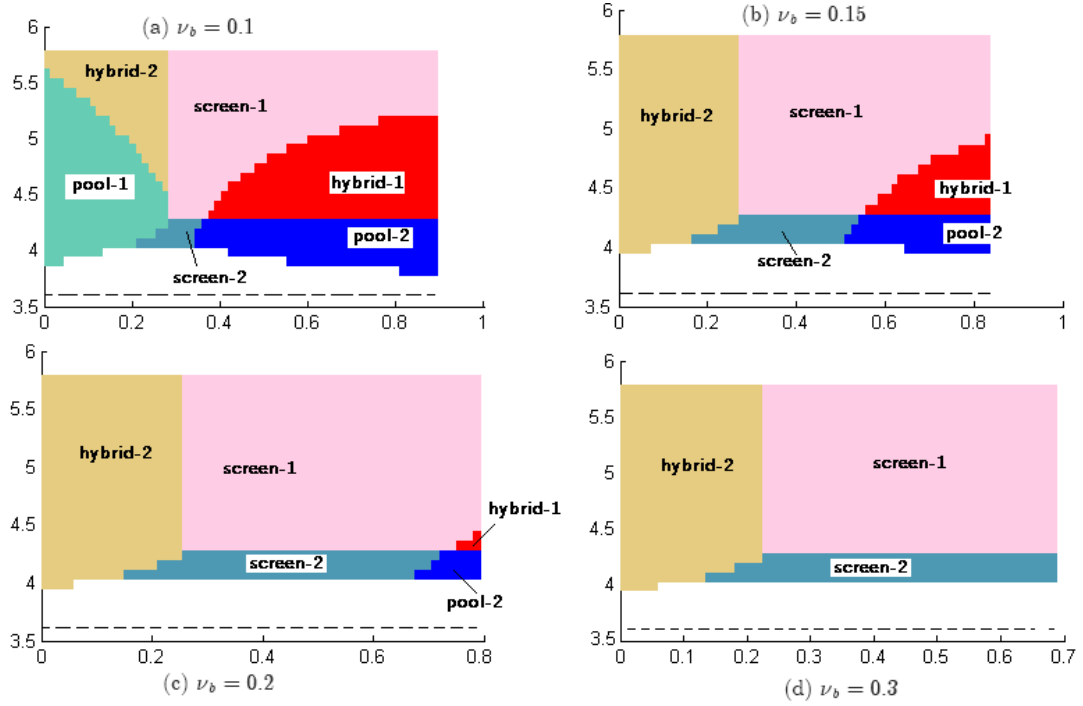 (a) ν_b = 0.1
6
5.5
5
4.5
4
3.5
hybrid-2
screen-1
pool-1
hybrid-1
pool-2
screen-2
0 0.2 0.4 0.6 0.8 1
(b) ν_b = 0.15
6
5.5
5
4.5
4
3.5
hybrid-2
screen-1
hybrid-1
pool-2
screen-2
0 0.2 0.4 0.6 0.8 1
6
5.5
5
4.5
4
3.5
hybrid-2
screen-1
hybrid-1
screen-2
pool-2
0 0.2 0.4 0.6 0.8
(c) ν_b = 0.2
6
5.5
5
4.5
4
3.5
hybrid-2
screen-1
screen-2
0 0.1 0.2 0.3 0.4 0.5 0.6 0.7
(d) ν_b = 0.3